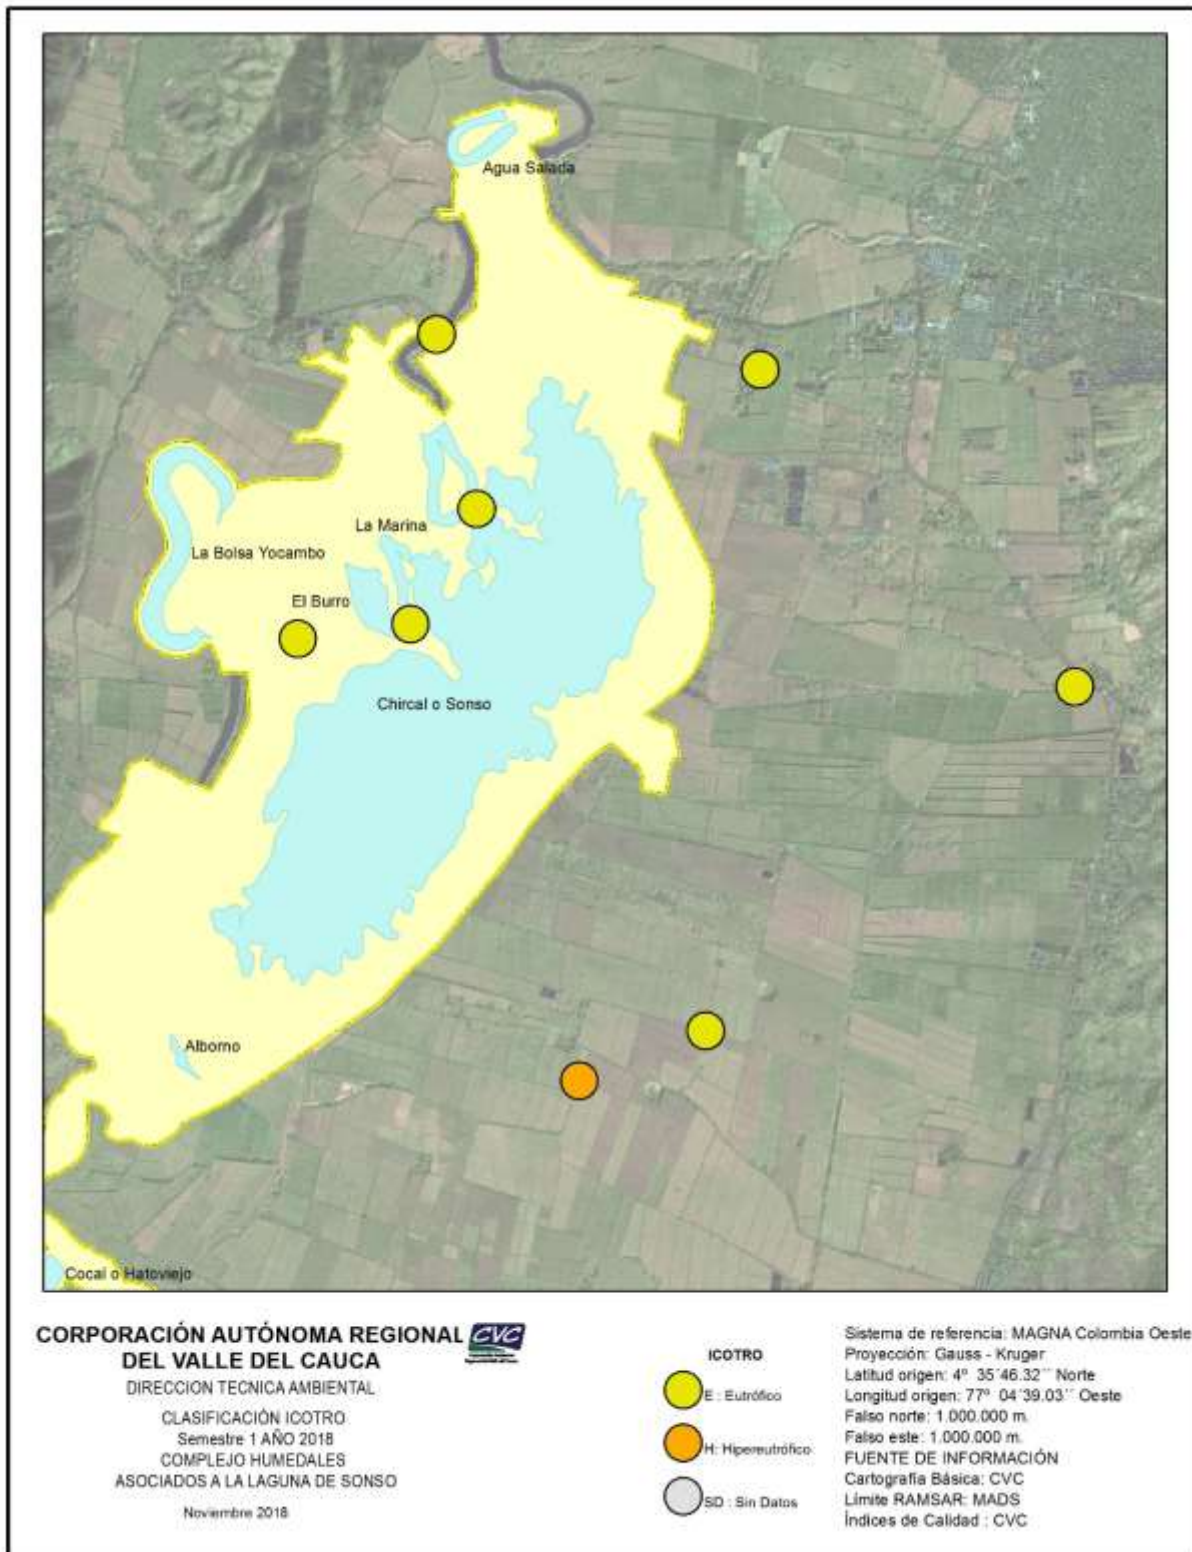 Agua Salada
La Marina
La Bolsa Yocambo
El Burro
Chircal o Sonso
Alborno
Cocal o Hatoviejo
CORPORACIÓN AUTÓNOMA REGIONAL
DEL VALLE DEL CAUCA
CVC
DIRECCION TECNICA AMBIENTAL
CLASIFICACIÓN ICOTRO
Semestre 1 AÑO 2018
COMPLEJO HUMEDALES
ASOCIADOS A LA LAGUNA DE SONSO
Noviembre 2018
ICOTRO
E : Eutrófico
H: Hipereutrófico
SD : Sin Datos
Sistema de referencia: MAGNA Colombia Oeste
Proyección: Gauss - Kruger
Latitud origen: 4º 35´46.32´´ Norte
Longitud origen: 77º 04´39.03´´ Oeste
Falso norte: 1.000.000 m.
Falso este: 1.000.000 m.
FUENTE DE INFORMACIÓN
Cartografía Básica: CVC
Límite RAMSAR: MADS
Índices de Calidad : CVC